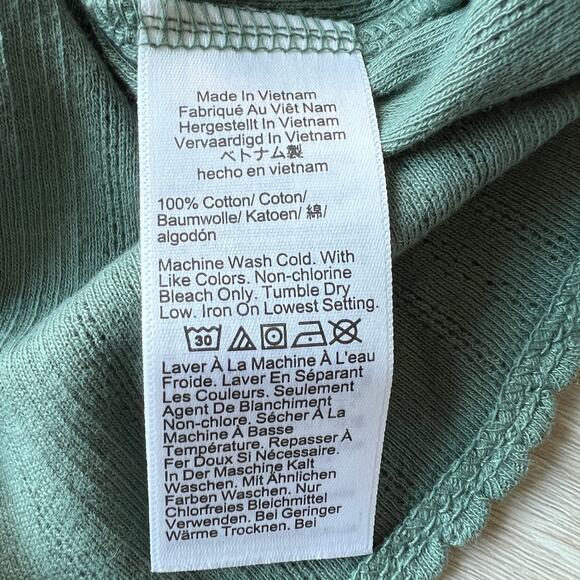 Made In Vietnam
Fabriqué Au Viêt Nam
Hergestellt In Vietnam
Vervaardigd In Vietnam
ベトナム製
hecho en vietnam
100% Cotton/ Coton/
Baumwolle/ Katoen/ 綿/
algodón
Machine Wash Cold. With
Like Colors. Non-chlorine
Bleach Only. Tumble Dry
Low. Iron On Lowest Setting.
30
Laver À La Machine À L'eau
Froide. Laver En Séparant
Les Couleurs. Seulement
Agent De Blanchiment
Non-chlore. Sécher À La
Machine À Basse
Température. Repasser À
Fer Doux Si Nécessaire.
In Der Maschine Kalt
Waschen. Mit Ähnlichen
Farben Waschen. Nur
Chlorfreies Bleichmittel
Verwenden. Bei Geringer
Wärme Trocknen. Bei